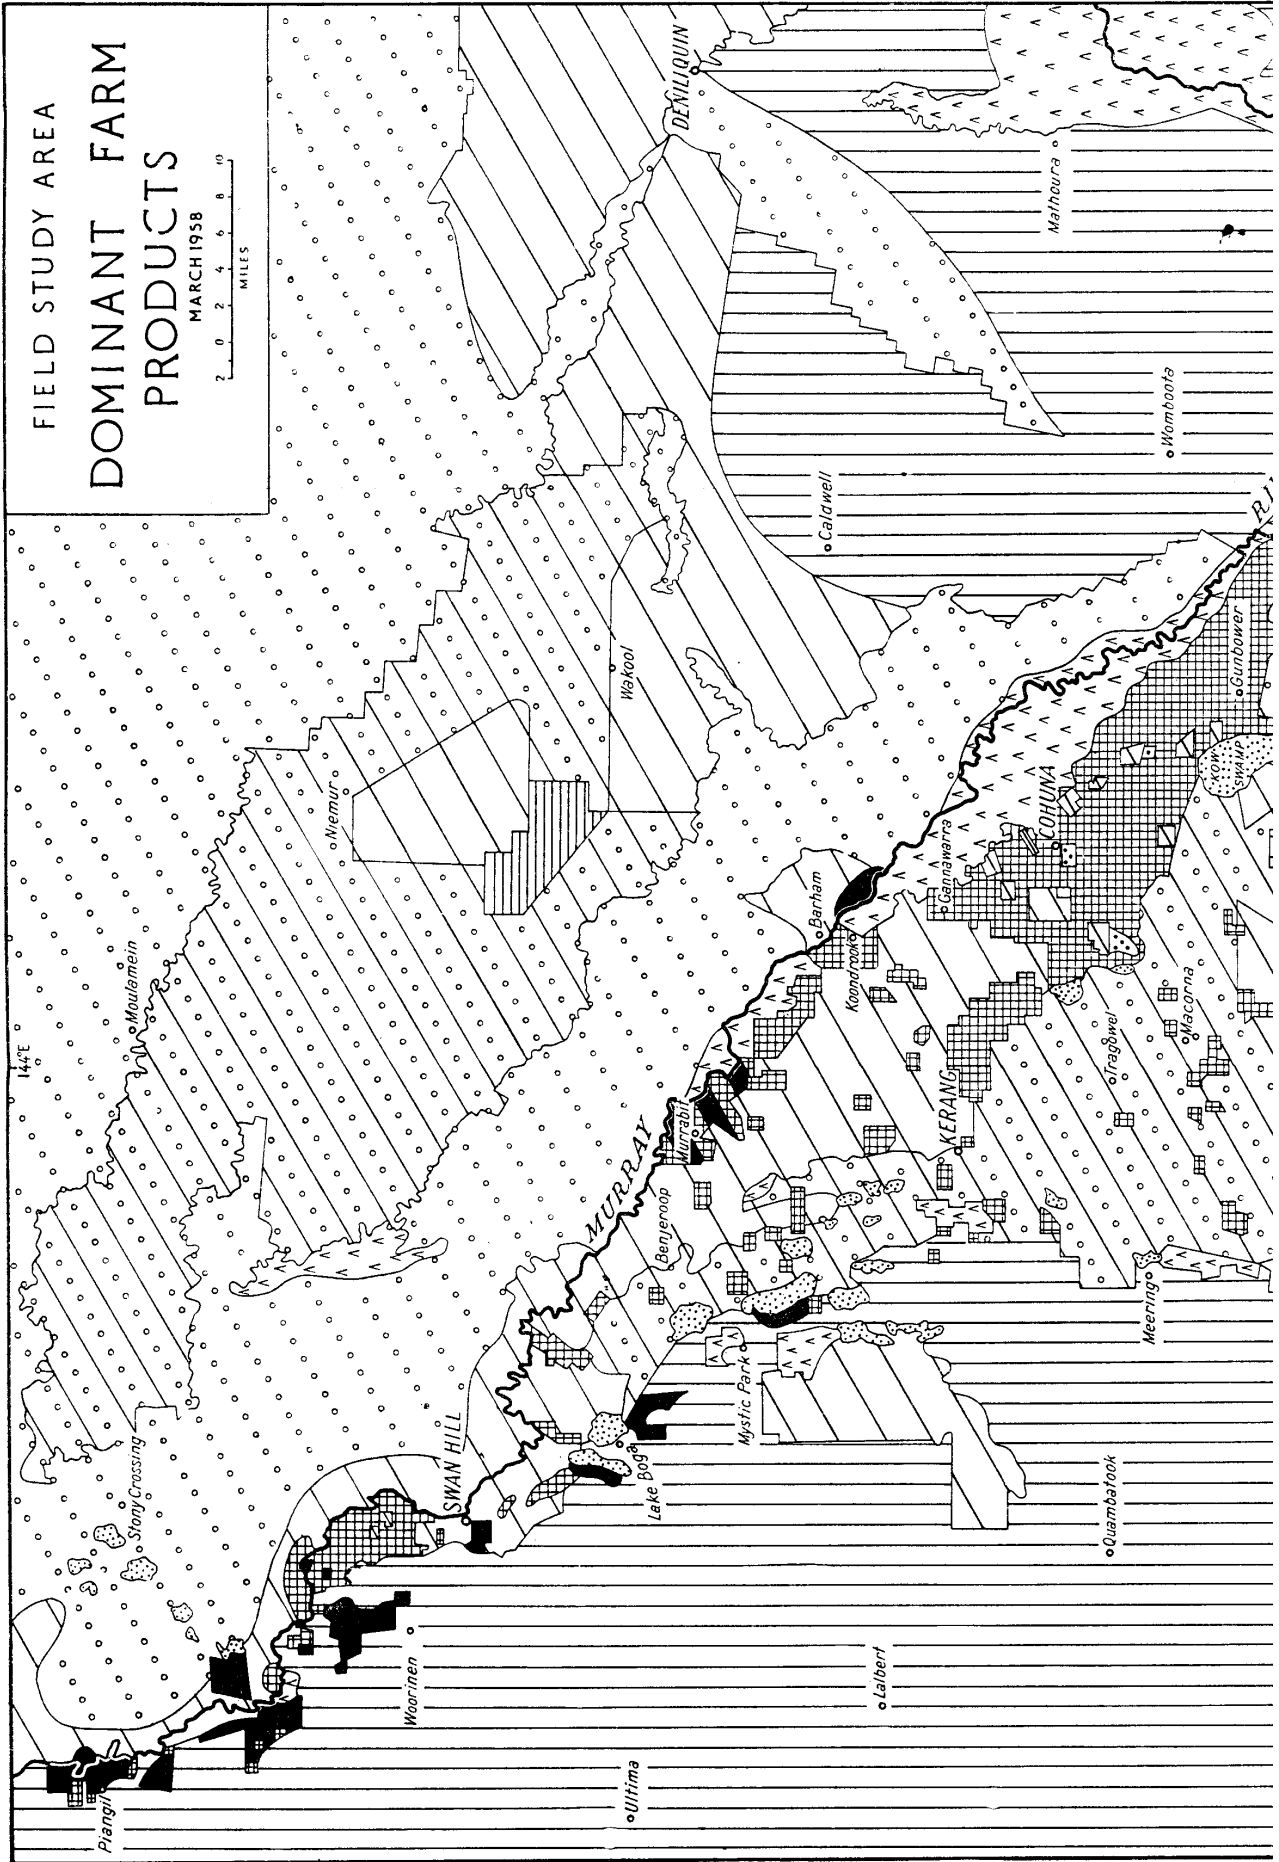 FIELD STUDY AREA
DOMINANT FARM
PRODUCTS
MARCH 1958
2 0 2 4 6 8 10
MILES
144°E
Piangil
Stony Crossing
Moulamein
Niemur
Wakool
DENILIQUIN
Mathoura
Caldwell
Womboota
Woorinen
SWAN HILL
Ultima
Lake Boga
MURRAY
Benjeroop
Murrabit
Mystic Park
Lalbert
Quambatook
Meering
KERANG
Koondrook
Barham
Gannawarra
COHUNA
Tragowel
Macorna
KOW
SWAMP
Gunbower